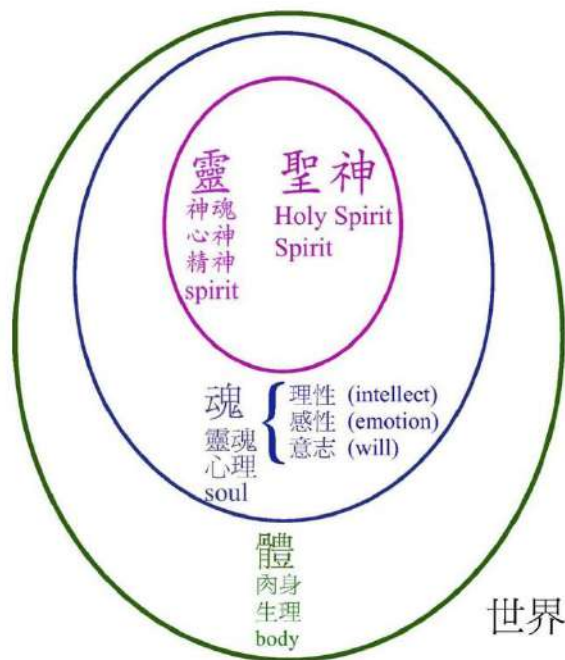 靈 聖神
神魂 Holy Spirit
心神 Spirit
精神
spirit
魂
靈魂
心理
soul
理性 (intellect)
感性 (emotion)
意志 (will)
體
內身
生理
body
世界